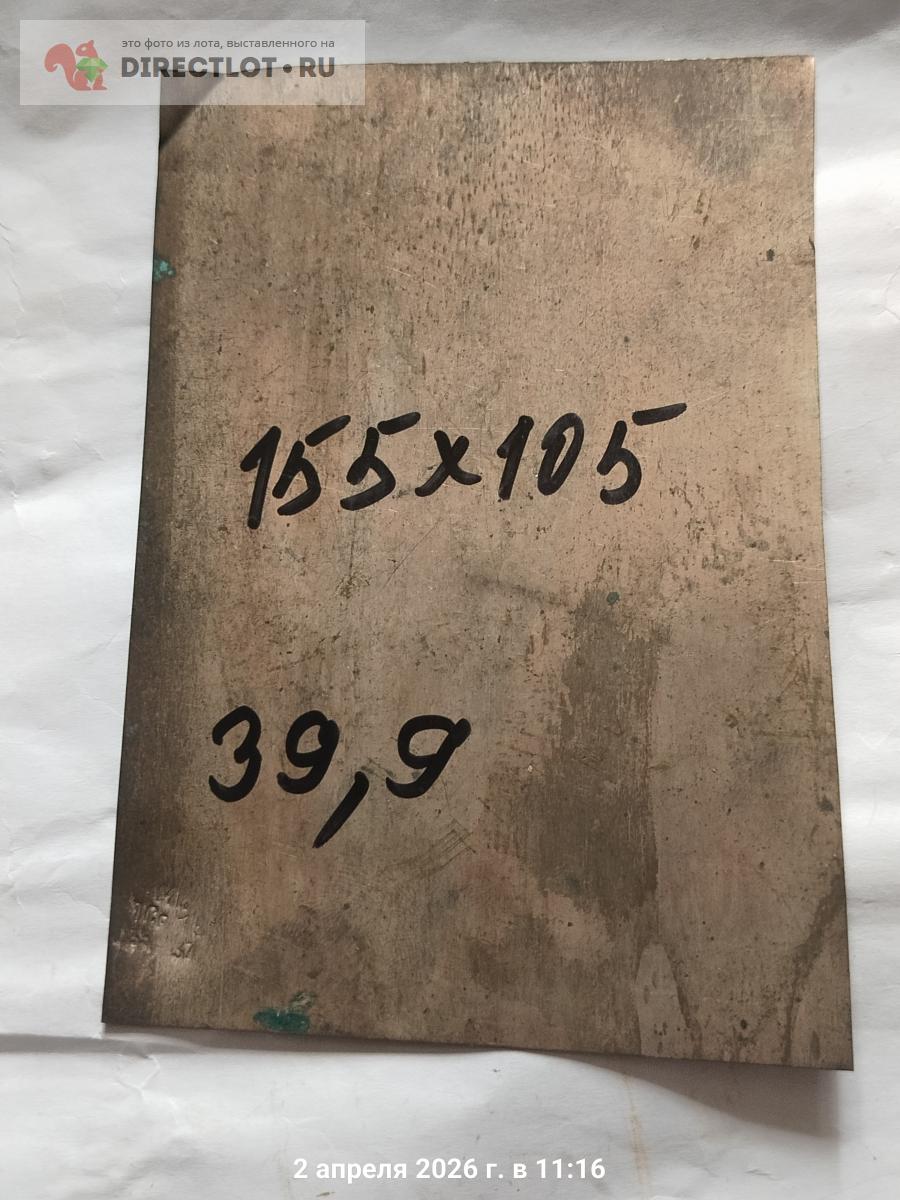 это фото из лота, выставленного на
DIRECTLOT.RU
155x105
39,9
2 апреля 2026 г. в 11:16